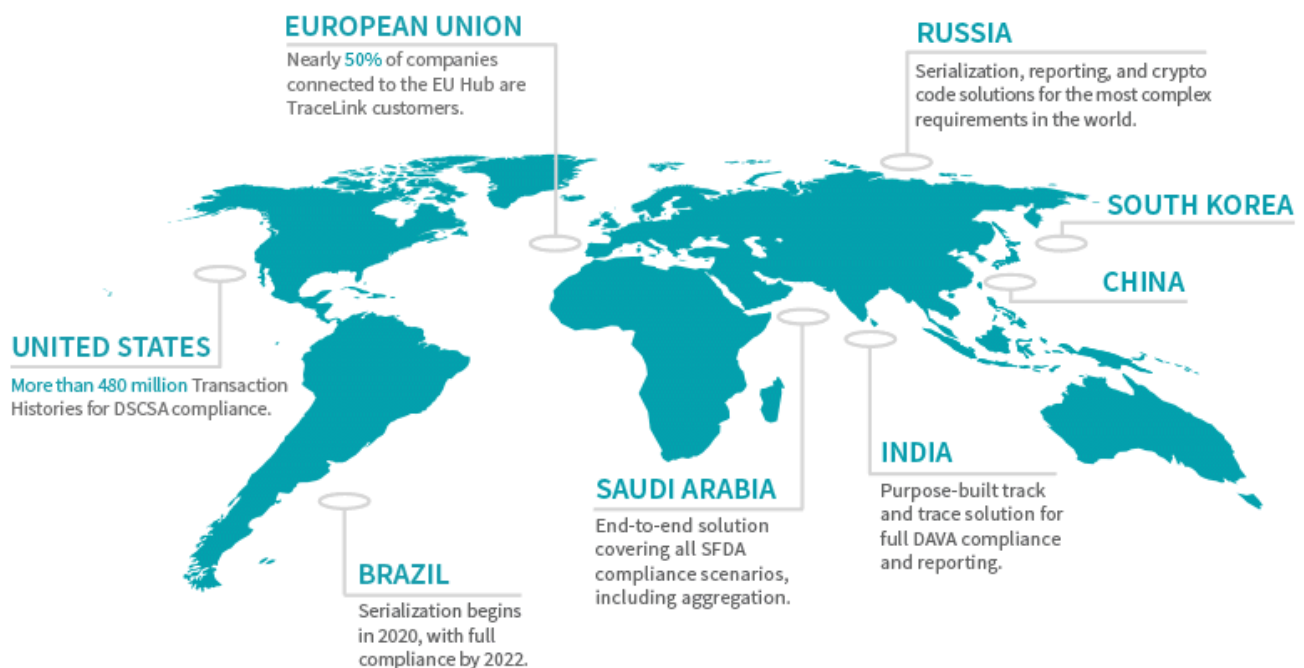 EUROPEAN UNION
Nearly 50% of companies
connected to the EU Hub are
TraceLink customers.
RUSSIA
Serialization, reporting, and crypto
code solutions for the most complex
requirements in the world.
SOUTH KOREA
CHINA
UNITED STATES
More than 480 million Transaction
Histories for DSCSA compliance.
INDIA
Purpose-built track
and trace solution for
full DAVA compliance
and reporting.
SAUDI ARABIA
End-to-end solution
covering all SFDA
compliance scenarios,
including aggregation.
BRAZIL
Serialization begins
in 2020, with full
compliance by 2022.